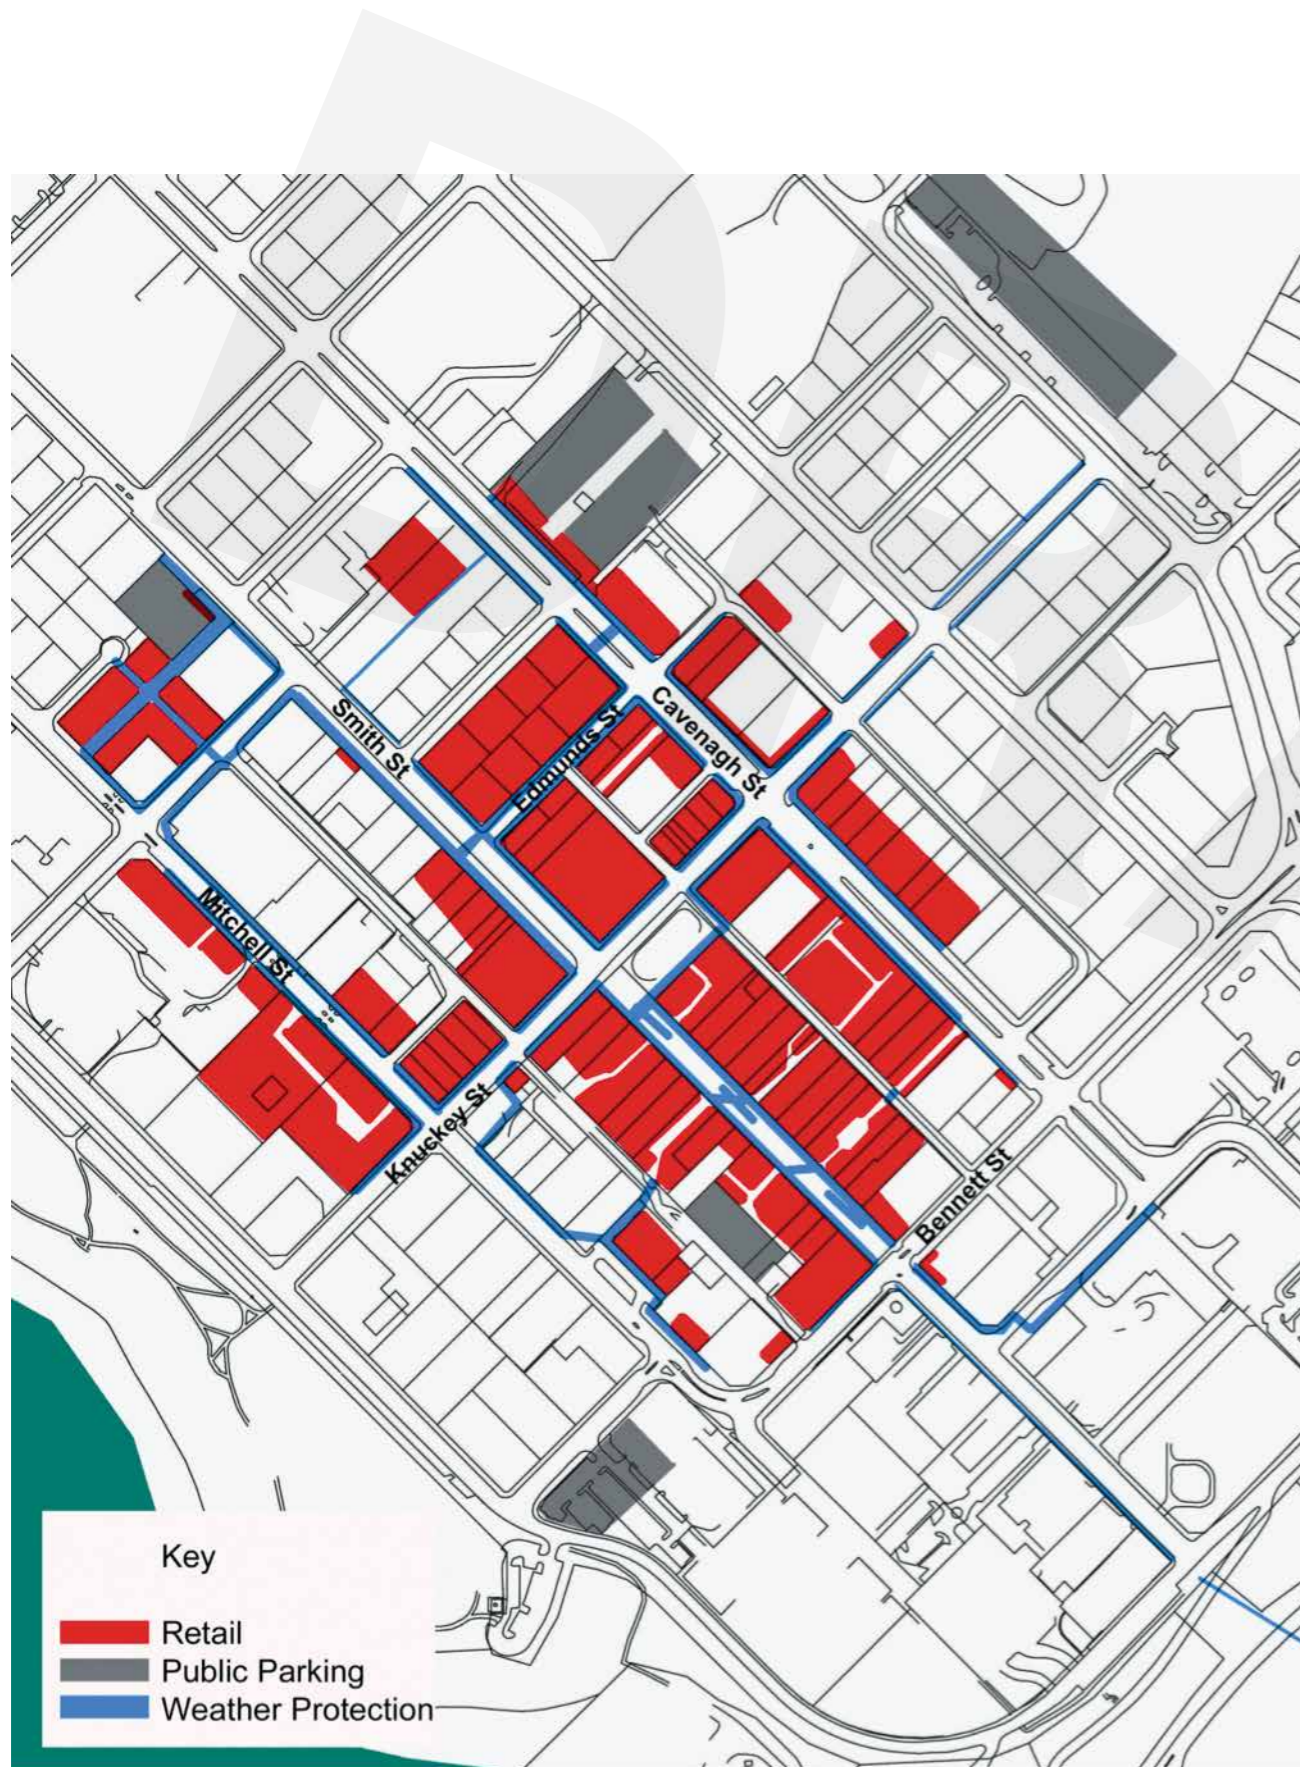 Cavenagh St
Smith St
Edmunds St
Mitchell St
Knuckey St
Bennett St
Key
Retail
Public Parking
Weather Protection